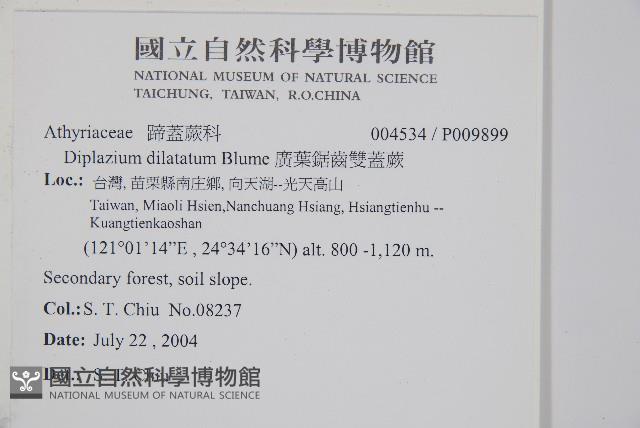 國立自然科學博物館
NATIONAL MUSEUM OF NATURAL SCIENCE
TAICHUNG, TAIWAN, R.O.CHINA
Athyriaceae 蹄蓋蕨科 004534 / P009899
Diplazium dilatatum Blume 廣葉鋸齒雙蓋蕨
Loc.: 台灣, 苗栗縣南庄鄉, 向天湖--光天高山
Taiwan, Miaoli Hsien,Nanchuang Hsiang, Hsiangtienhu --
Kuangtienkaoshan
(121°01’14”E , 24°34’16”N) alt. 800 -1,120 m.
Secondary forest, soil slope.
Col.: S. T. Chiu No.08237
Date: July 22 , 2004
國立自然科學博物館
NATIONAL MUSEUM OF NATURAL SCIENCE